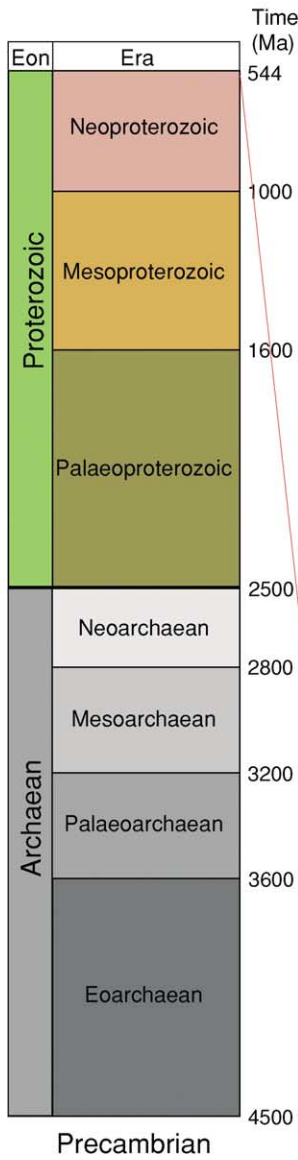 Time
(Ma)
Eon Era
544
Neoproterozoic
1000
Mesoproterozoic
Proterozoic
1600
Palaeoproterozoic
2500
Neoarchaean
2800
Mesoarchaean
3200
Archaean
Palaeoarchaean
3600
Eoarchaean
4500
Precambrian